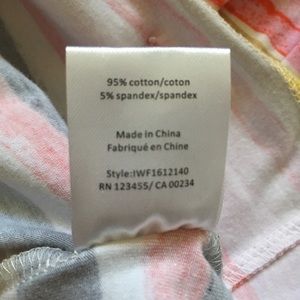 95% cotton/coton
5% spandex/spandex
Made in China
Fabriqué en Chine
Style:IWF1612140
RN 123455/ CA 00234